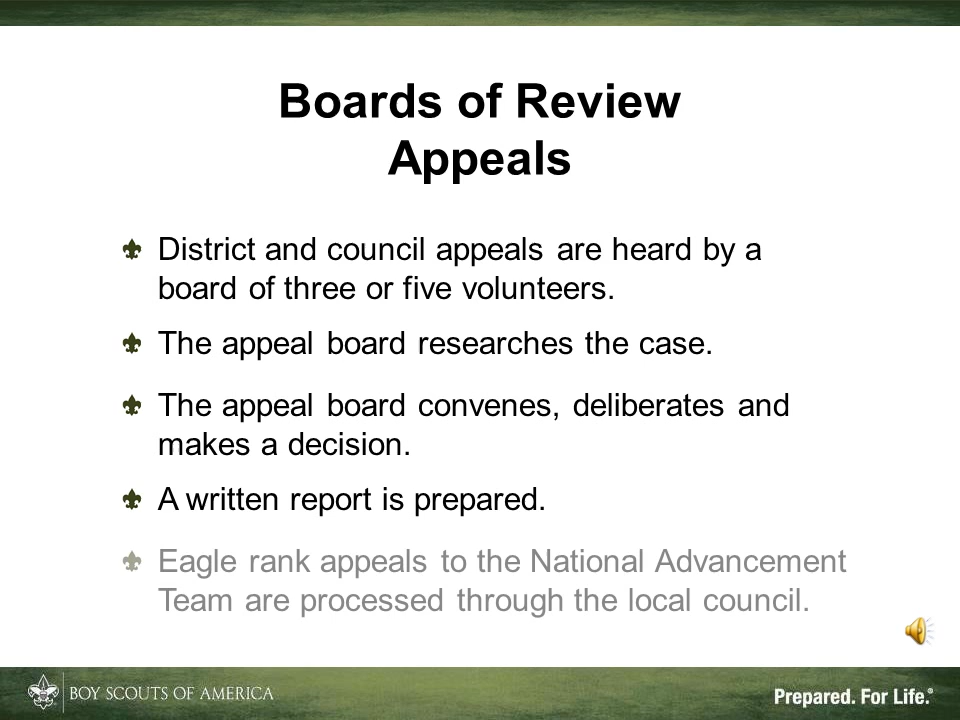 Boards of Review
Appeals
District and council appeals are heard by a
board of three or five volunteers.
The appeal board researches the case.
The appeal board convenes, deliberates and
makes a decision.
A written report is prepared.
Eagle rank appeals to the National Advancement
Team are processed through the local council.
BOY SCOUTS OF AMERICA
Prepared. For Life.®